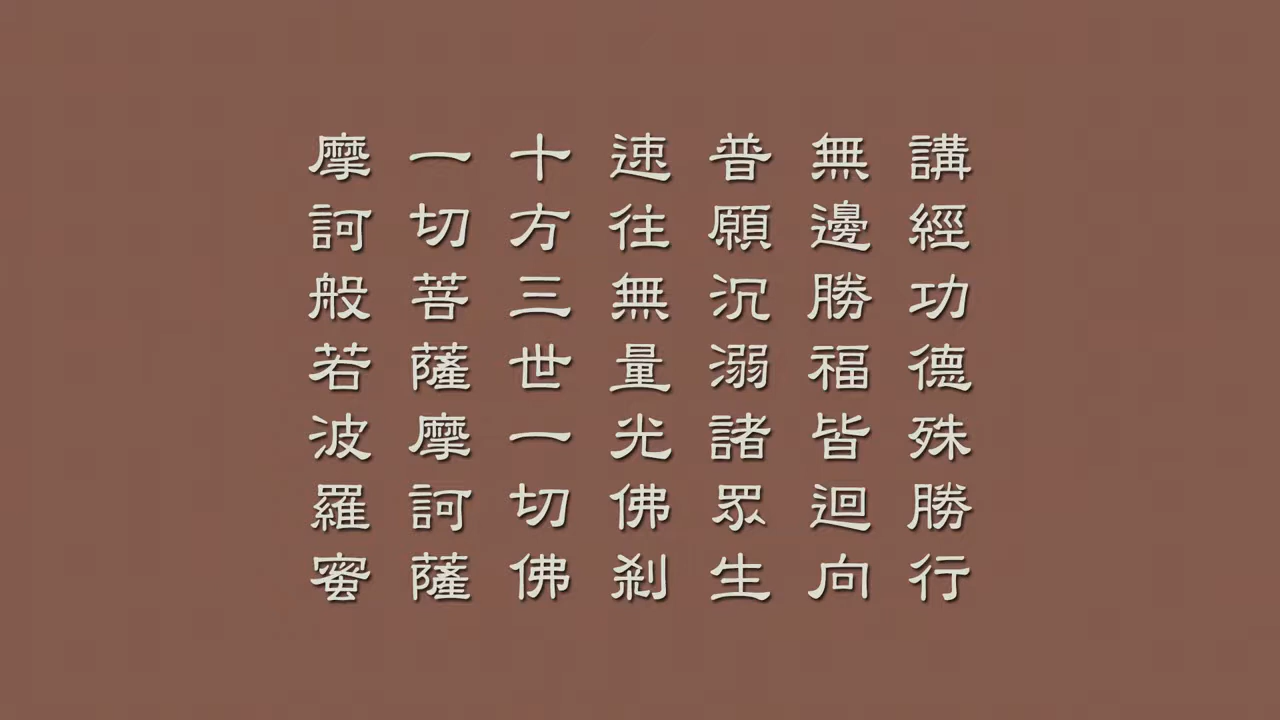 講經功德殊勝行
無邊勝福皆迴向
普願沉溺諸眾生
速往無量光佛剎
十方三世一切佛
一切菩薩摩訶薩
摩訶般若波羅蜜